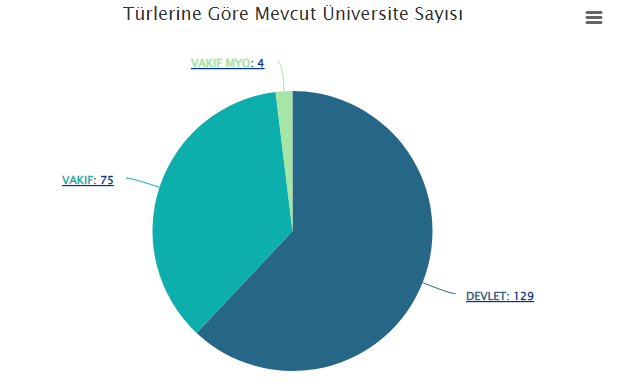 Türlerine Göre Mevcut Üniversite Sayısı
VAKIF MYO: 4
VAKIF: 75
DEVLET: 129